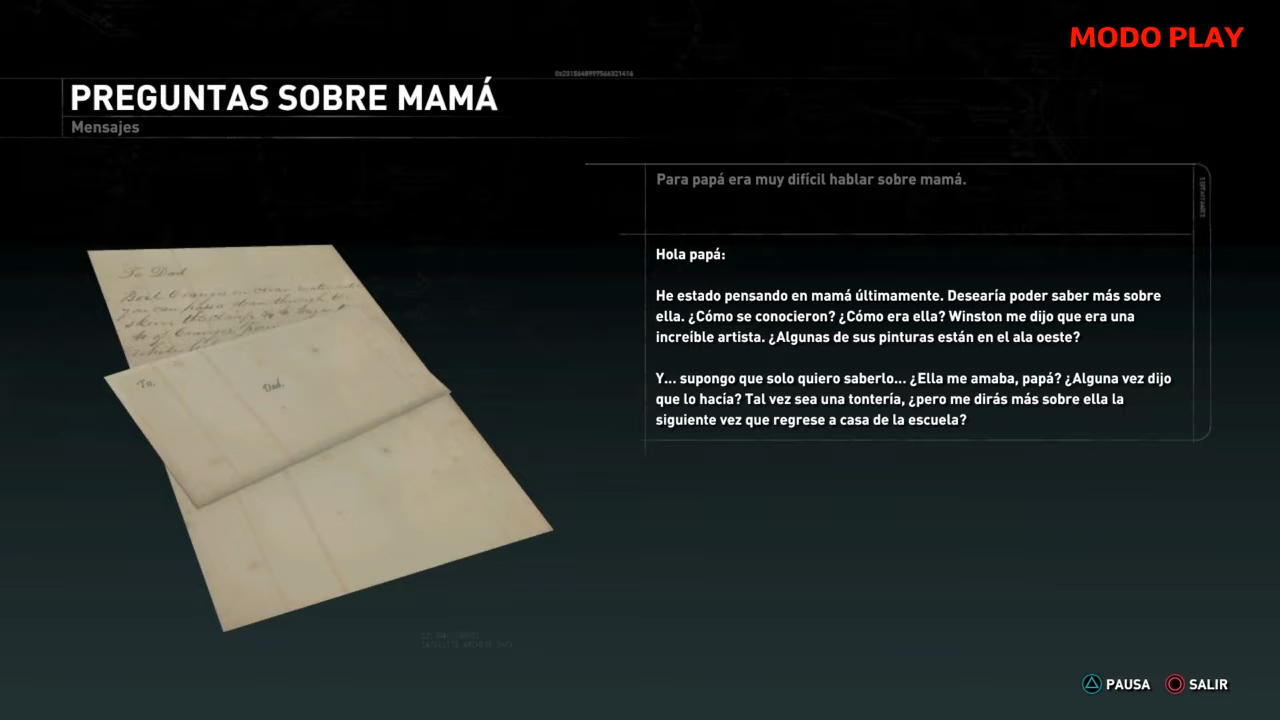 MODO PLAY
0x2315648997566321416
PREGUNTAS SOBRE MAMÁ
Mensajes
Para papá era muy difícil hablar sobre mamá.
Hola papá:
He estado pensando en mamá últimamente. Desearía poder saber más sobre
ella. ¿Cómo se conocieron? ¿Cómo era ella? Winston me dijo que era una
increíble artista. ¿Algunas de sus pinturas están en el ala oeste?
Y... supongo que solo quiero saberlo... ¿Ella me amaba, papá? ¿Alguna vez dijo
que lo hacía? Tal vez sea una tontería, ¿pero me dirás más sobre ella la
siguiente vez que regrese a casa de la escuela?
To Dad
you can
To. Dad.
PAUSA SALIR